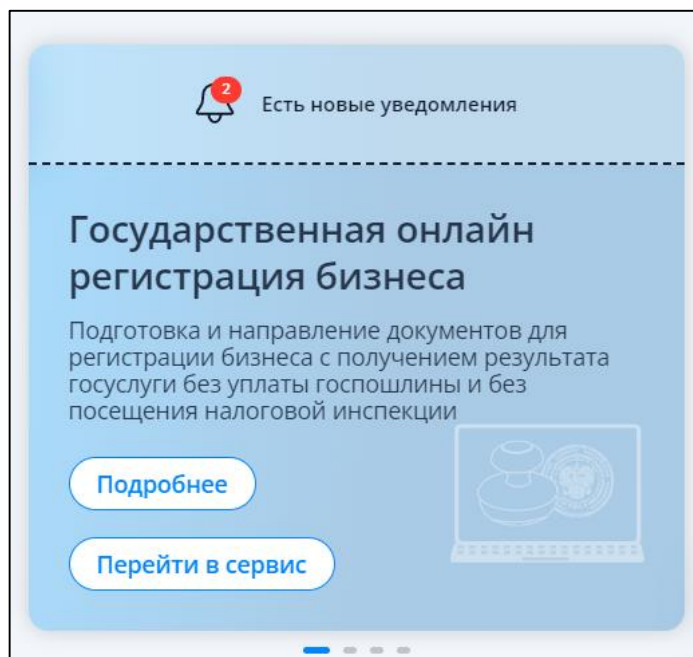 2
Есть новые уведомления
Государственная онлайн
регистрация бизнеса
Подготовка и направление документов для
регистрации бизнеса с получением результата
госуслуги без уплаты госпошлины и без
посещения налоговой инспекции
Подробнее
Перейти в сервис